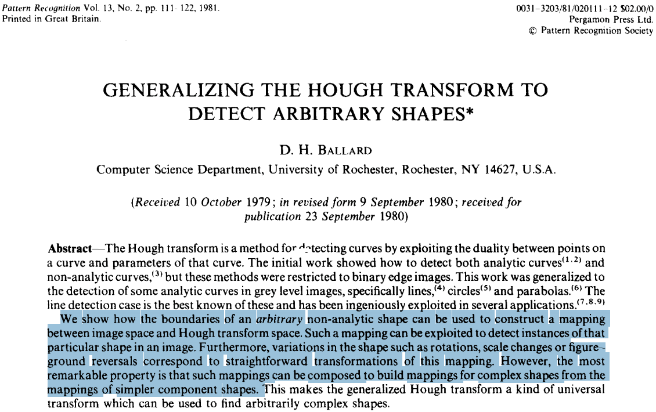 Pattern Recognition Vol. 13, No. 2, pp. 111-122, 1981.
Printed in Great Britain.
0031-3203/81/020111-12 $02.00/0
Pergamon Press Ltd.
© Pattern Recognition Society
GENERALIZING THE HOUGH TRANSFORM TO
DETECT ARBITRARY SHAPES*
D. H. BALLARD
Computer Science Department, University of Rochester, Rochester, NY 14627, U.S.A.
(Received 10 October 1979; in revised form 9 September 1980; received for
publication 23 September 1980)
Abstract—The Hough transform is a method for detecting curves by exploiting the duality between points on
a curve and parameters of that curve. The initial work showed how to detect both analytic curves(1,2) and
non-analytic curves,(3) but these methods were restricted to binary edge images. This work was generalized to
the detection of some analytic curves in grey level images, specifically lines,(4) circles(5) and parabolas.(6) The
line detection case is the best known of these and has been ingeniously exploited in several applications.(7,8,9)
We show how the boundaries of an arbitrary non-analytic shape can be used to construct a mapping
between image space and Hough transform space. Such a mapping can be exploited to detect instances of that
particular shape in an image. Furthermore, variations in the shape such as rotations, scale changes or figure-
ground reversals correspond to straightforward transformations of this mapping. However, the most
remarkable property is that such mappings can be composed to build mappings for complex shapes from the
mappings of simpler component shapes. This makes the generalized Hough transform a kind of universal
transform which can be used to find arbitrarily complex shapes.